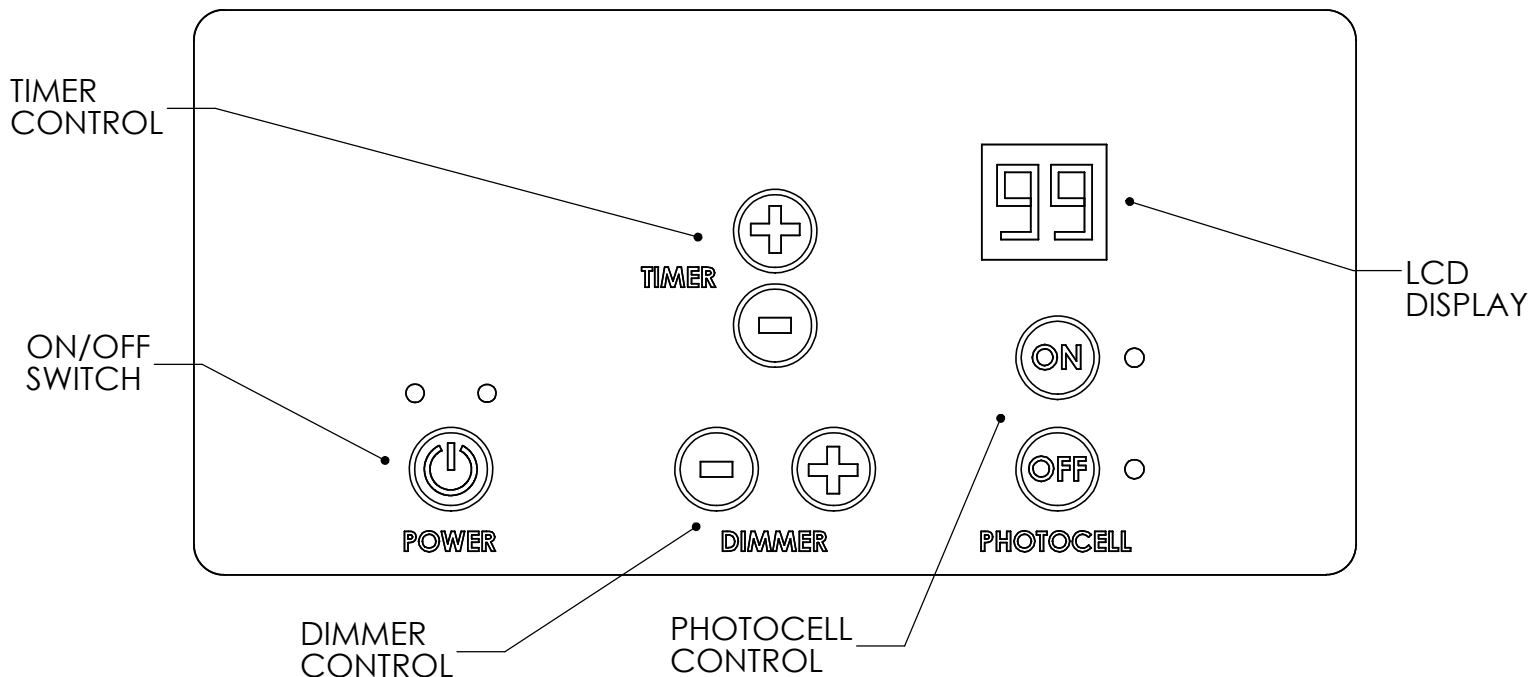 TIMER
CONTROL
99
TIMER
LCD
DISPLAY
ON/OFF
SWITCH
ON
OFF
POWER
DIMMER
PHOTOCELL
DIMMER
CONTROL
PHOTOCELL
CONTROL